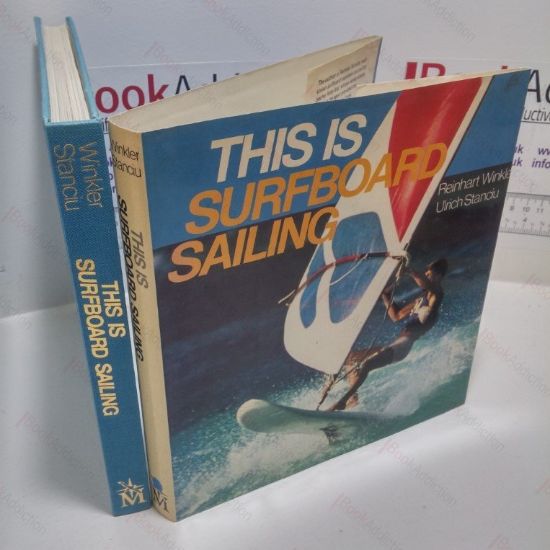 BookAddiction
THIS IS
SURFBOARD
SAILING
Reinhart Winkler
Ulrich Stanciu
Winkler
Stanciu
THIS IS
SURFBOARD SAILING
M
Winkler
Stanciu
THIS IS
SURFBOARD SAILING
M